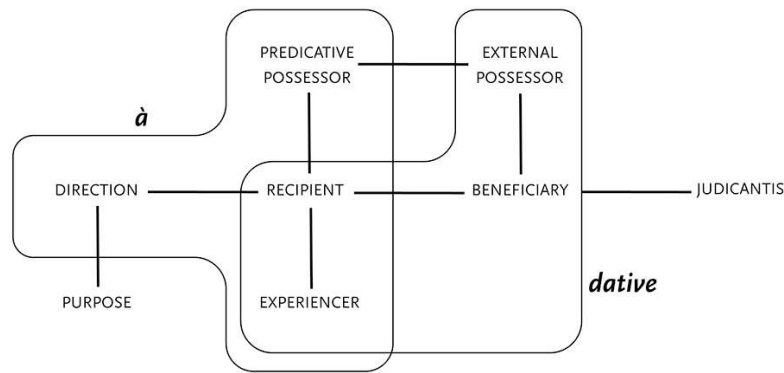 PREDICATIVE
POSSESSOR
EXTERNAL
POSSESSOR
à
DIRECTION
RECIPIENT
BENEFICIARY
JUDICANTIS
PURPOSE
EXPERIENCER
dative